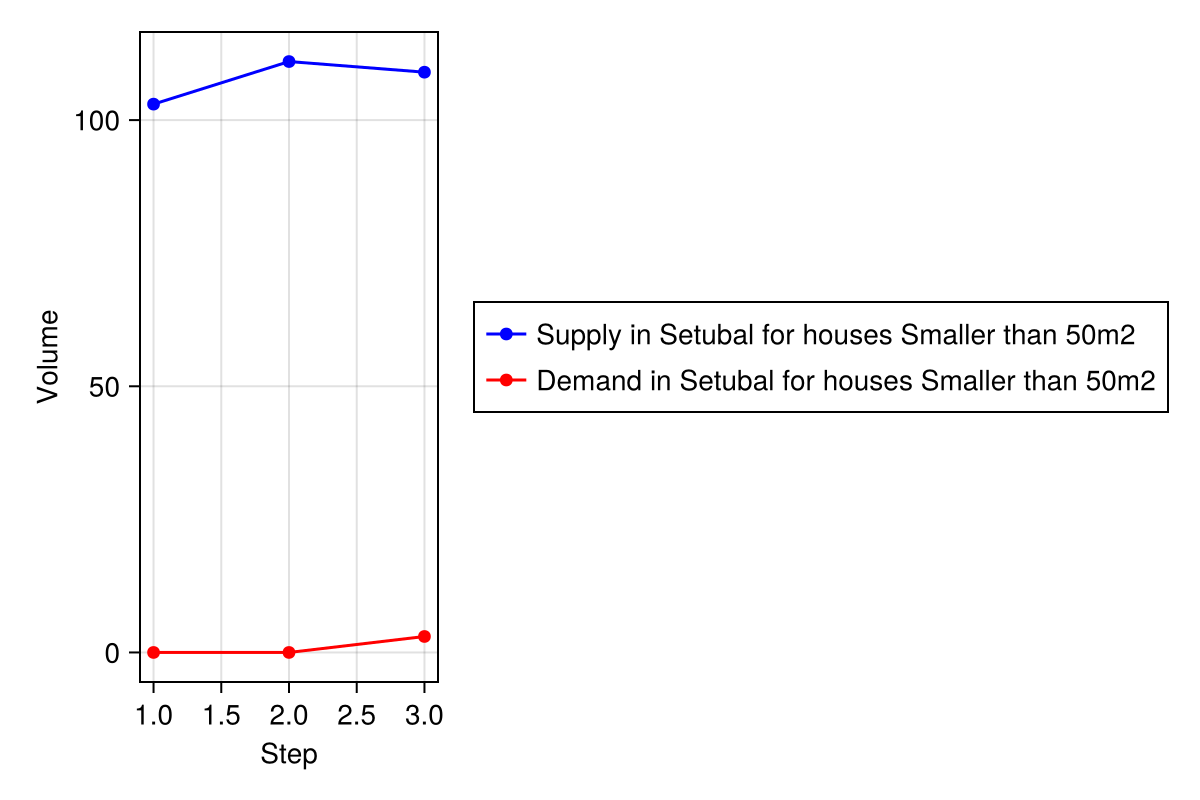 100
50
0
Volume
1.0 1.5 2.0 2.5 3.0
Step
Supply in Setubal for houses Smaller than 50m2
Demand in Setubal for houses Smaller than 50m2